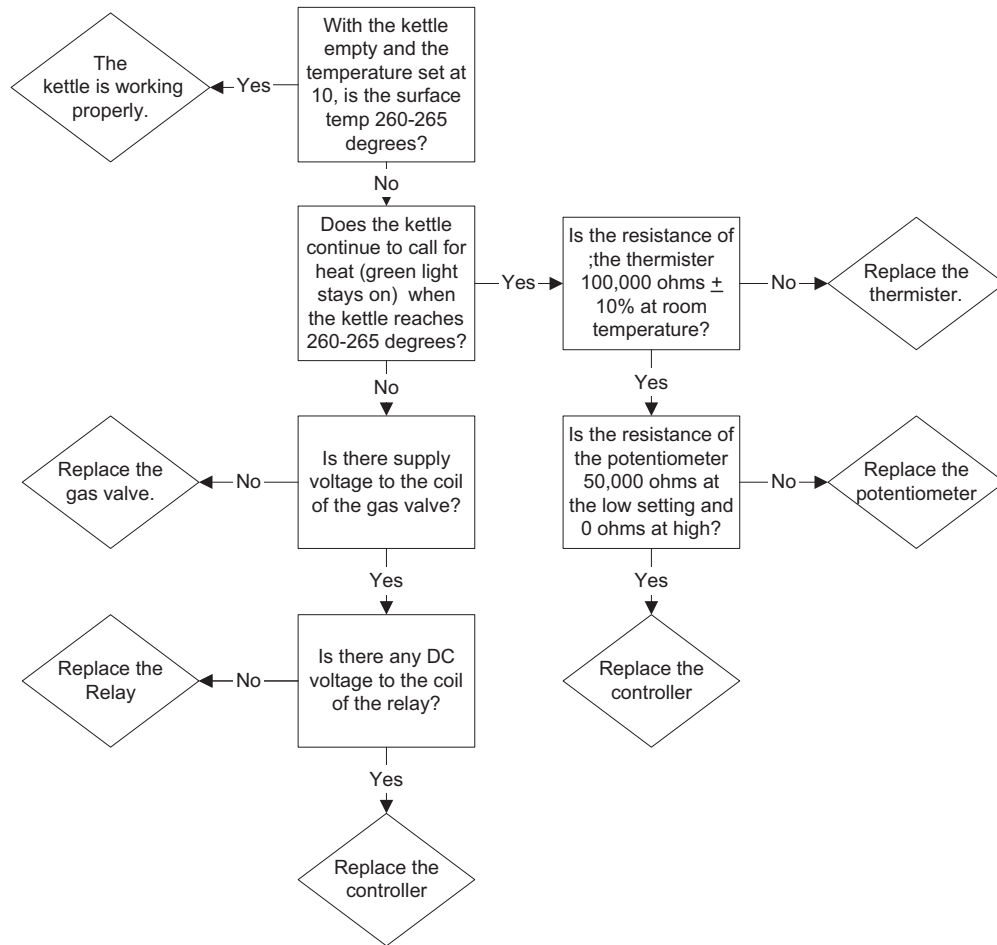 With the kettle
empty and the
temperature set at
10, is the surface
temp 260-265
degrees?
Yes
The
kettle is working
properly.
No
Does the kettle
continue to call for
heat (green light
stays on) when
the kettle reaches
260-265 degrees?
Yes
Is the resistance of
;the thermister
100,000 ohms ±
10% at room
temperature?
No
Replace the
thermister.
No
Yes
Is there supply
voltage to the coil
of the gas valve?
No
Replace the
gas valve.
Is the resistance of
the potentiometer
50,000 ohms at
the low setting and
0 ohms at high?
No
Replace the
potentiometer
Yes
Yes
Is there any DC
voltage to the coil
of the relay?
No
Replace the
Relay
Replace the
controller
Yes
Replace the
controller